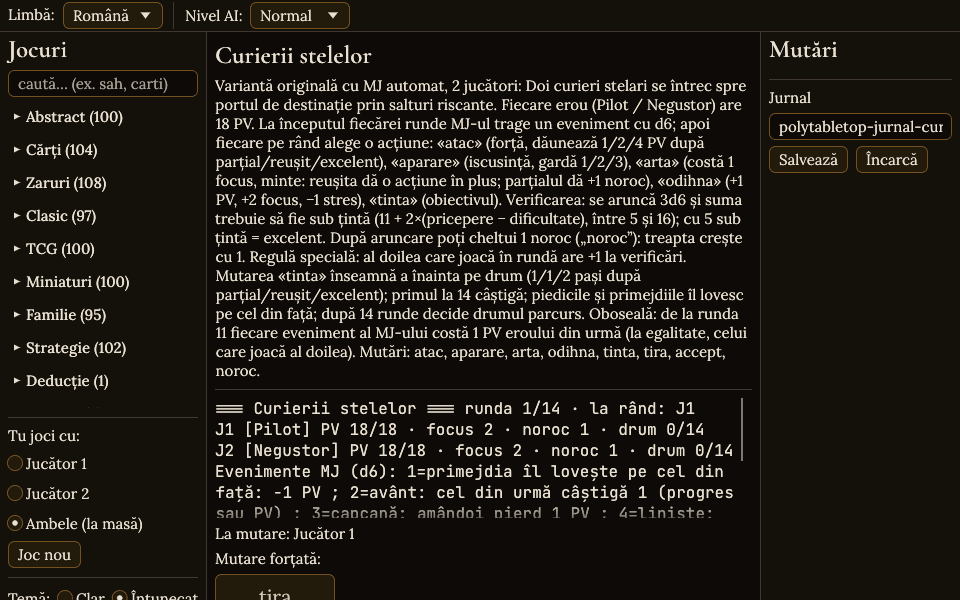 Limbă: Română ▼ Nivel AI: Normal ▼
Jocuri
caută... (ex. sah, carti)
▸ Abstract (100)
▸ Cărți (104)
▸ Zaruri (108)
▸ Clasic (97)
▸ TCG (100)
▸ Miniaturi (100)
▸ Familie (95)
▸ Strategie (102)
▸ Deducție (1)
Tu joci cu:
Jucător 1
Jucător 2
Ambele (la masă)
Joc nou
Temă: Clar Întunecat
Curierii stelelor
Variantă originală cu MJ automat, 2 jucători: Doi curieri stelari se întrec spre
portul de destinație prin salturi riscante. Fiecare erou (Pilot / Negustor) are
18 PV. La începutul fiecărei runde MJ-ul trage un eveniment cu d6; apoi
fiecare pe rând alege o acțiune: «atac» (forță, dăunează 1/2/4 PV după
parțial/reușit/excelent), «aparare» (iscusință, gardă 1/2/3), «arta» (costă 1
focus, minte: reușita dă o acțiune în plus; parțialul dă +1 noroc), «odihna» (+1
PV, +2 focus, −1 stres), «tinta» (obiectivul). Verificarea: se aruncă 3d6 și suma
trebuie să fie sub țintă (11 + 2×(pricepere − dificultate), între 5 și 16); cu 5 sub
țintă = excelent. După aruncare poți cheltui 1 noroc („noroc”): treapta crește
cu 1. Regulă specială: al doilea care joacă în rundă are +1 la verificări.
Mutarea «tinta» înseamnă a înainta pe drum (1/1/2 pași după
parțial/reușit/excelent); primul la 14 câștigă; piedicile și primejdiile îl lovesc
pe cel din față; după 14 runde decide drumul parcurs. Oboseală: de la runda
11 fiecare eveniment al MJ-ului costă 1 PV eroului din urmă (la egalitate, celui
care joacă al doilea). Mutări: atac, aparare, arta, odihna, tinta, tira, accept,
noroc.
═══ Curierii stelelor ═══ runda 1/14 · la rând: J1
J1 [Pilot] PV 18/18 · focus 2 · noroc 1 · drum 0/14
J2 [Negustor] PV 18/18 · focus 2 · noroc 1 · drum 0/14
Evenimente MJ (d6): 1=primejdia îl lovește pe cel din
față: -1 PV ; 2=avânt: cel din urmă câștigă 1 (progres
sau PV) ; 3=capcană: amândoi pierd 1 PV ; 4=liniște:
La mutare: Jucător 1
Mutare forțată:
tira
Mutări
Jurnal
polytabletop-jurnal-cur
Salvează Încarcă